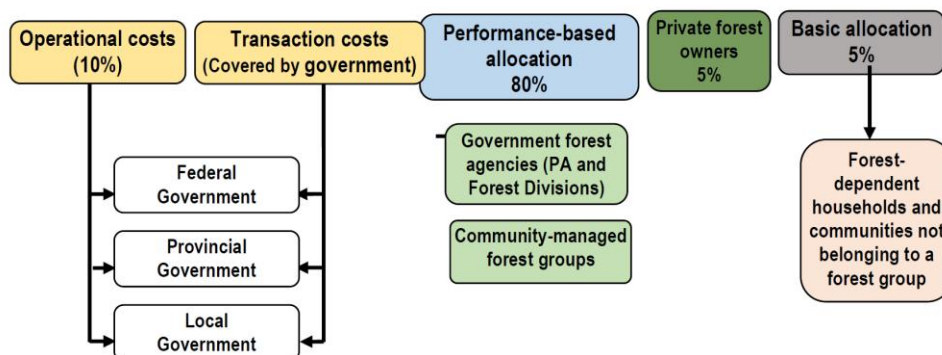 Operational costs
(10%)
Transaction costs
(Covered by government)
Performance-based
allocation
80%
Private forest
owners
5%
Basic allocation
5%
Federal
Government
Provincial
Government
Local
Government
Government forest
agencies (PA and
Forest Divisions)
Community-managed
forest groups
Forest-
dependent
households and
communities not
belonging to a
forest group